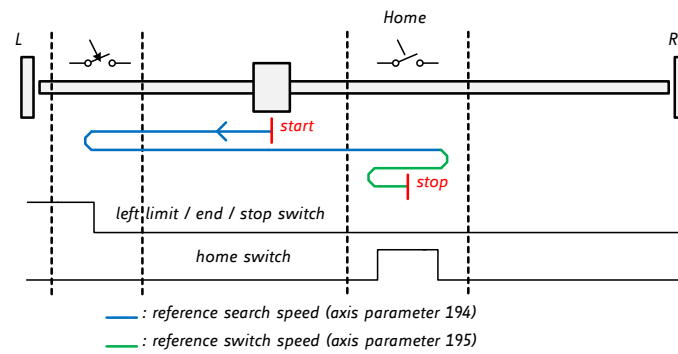 Home
L
R
start
stop
left limit / end / stop switch
home switch
: reference search speed (axis parameter 194)
: reference switch speed (axis parameter 195)